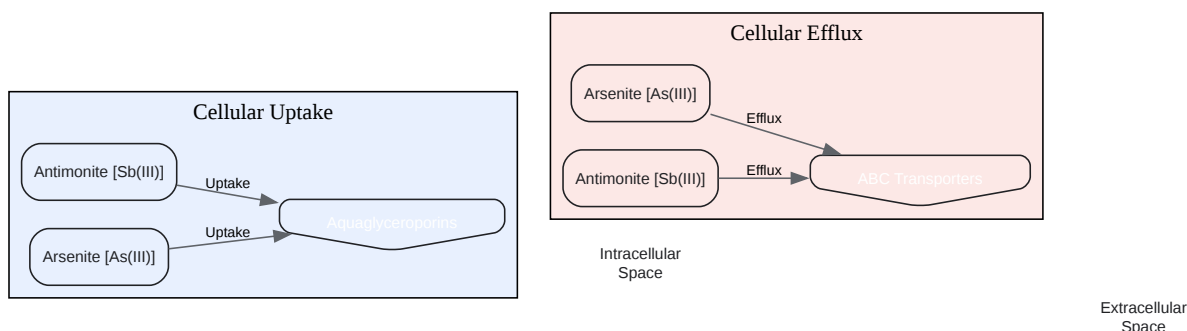 Cellular Uptake
Antimonite [Sb(III)]
Uptake
Aquaglyceroporins
Uptake
Arsenite [As(III)]
Cellular Efflux
Arsenite [As(III)]
Efflux
Antimonite [Sb(III)]
Efflux
ABC Transporters
Intracellular
Space
Extracellular
Space